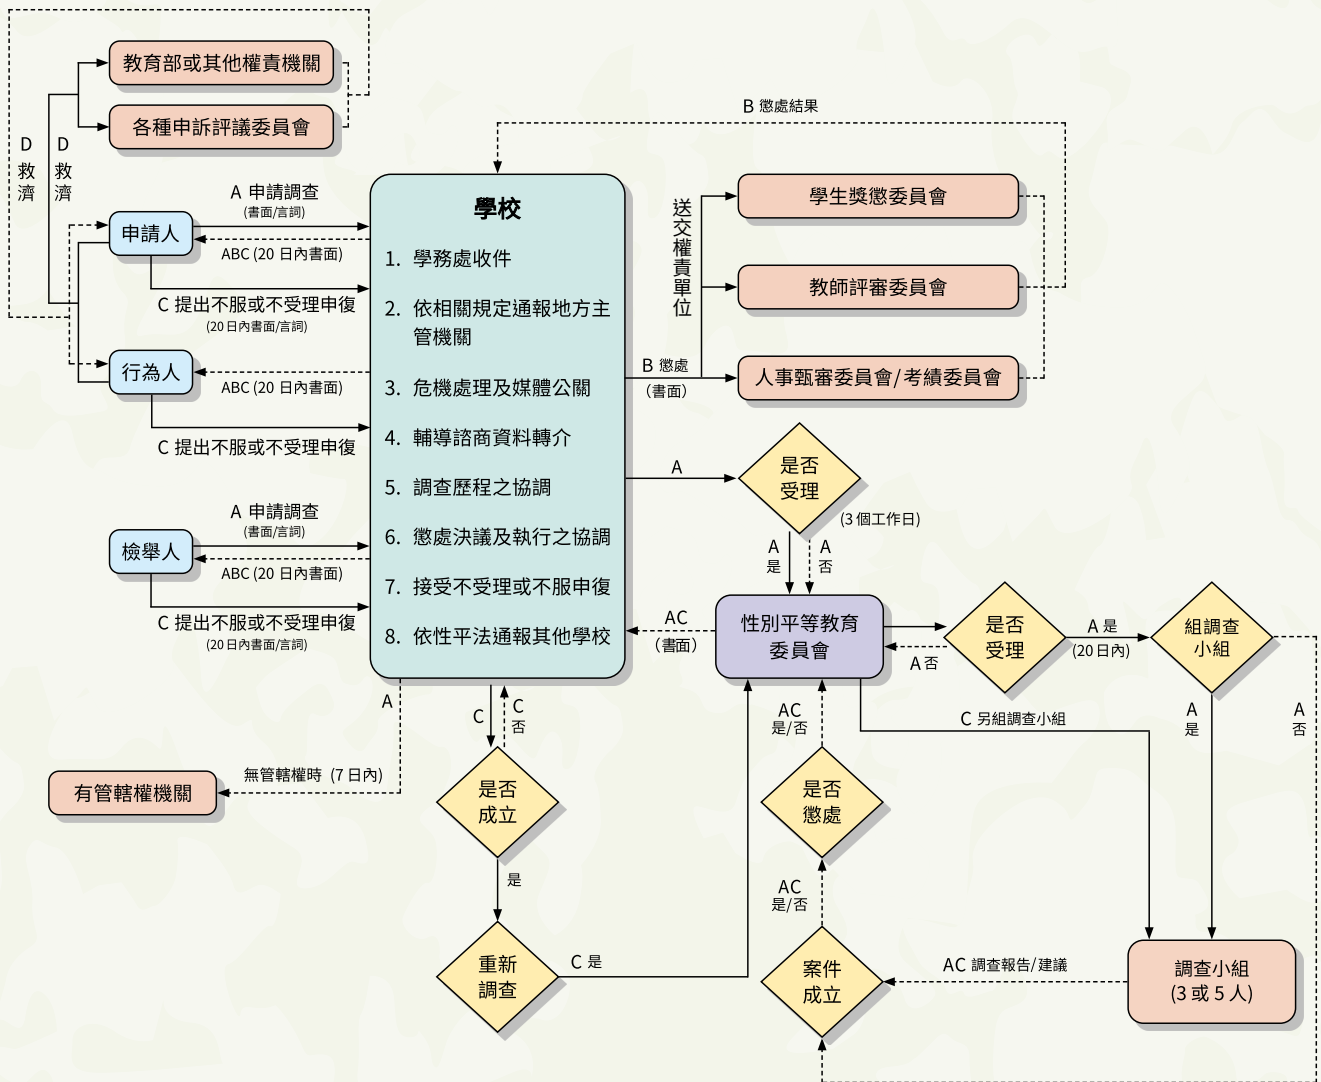 教育部或其他權責機關
各種申訴評議委員會
D
救
濟
D
救
濟
B 懲處結果
A 申請調查
(書面/言詞)
申請人
ABC (20 日內書面)
C 提出不服或不受理申復
(20日內書面/言詞)
行為人
ABC (20 日內書面)
C 提出不服或不受理申復
A 申請調查
(書面/言詞)
檢舉人
ABC (20 日內書面)
C 提出不服或不受理申復
(20日內書面/言詞)
學校
1. 學務處收件
2. 依相關規定通報地方主
管機關
3. 危機處理及媒體公關
4. 輔導諮商資料轉介
5. 調查歷程之協調
6. 懲處決議及執行之協調
7. 接受不受理或不服申復
8. 依性平法通報其他學校
送交權責單位
學生獎懲委員會
教師評審委員會
人事甄審委員會/考績委員會
B 懲處
(書面)
A
是否
受理
(3 個工作日)
A
是
A
否
AC
(書面)
性別平等教育
委員會
A 否
是否
受理
A 是
(20 日內)
組調查
小組
A
是
A
否
C 另組調查小組
A
無管轄權時 (7 日內)
有管轄權機關
C
C
否
是否
成立
是
重新
調查
C 是
AC
是/否
是否
懲處
AC
是/否
案件
成立
AC 調查報告/建議
調查小組
(3 或 5 人)